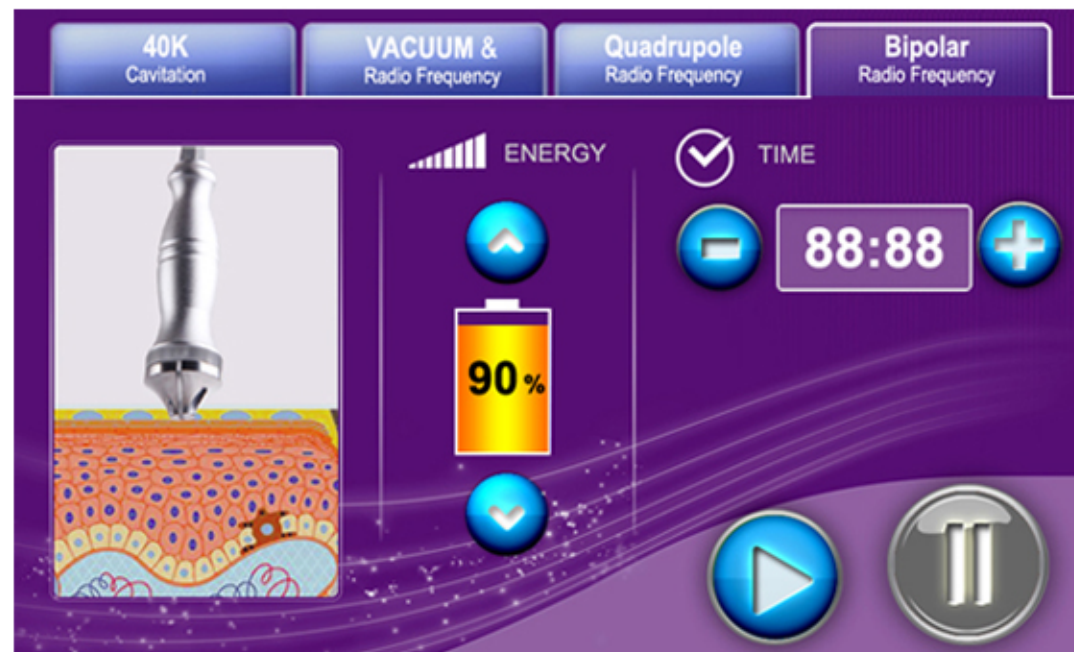 40K
Cavitation
VACUUM &
Radio Frequency
Quadrupole
Radio Frequency
Bipolar
Radio Frequency
ENERGY
TIME
88:88
90 %